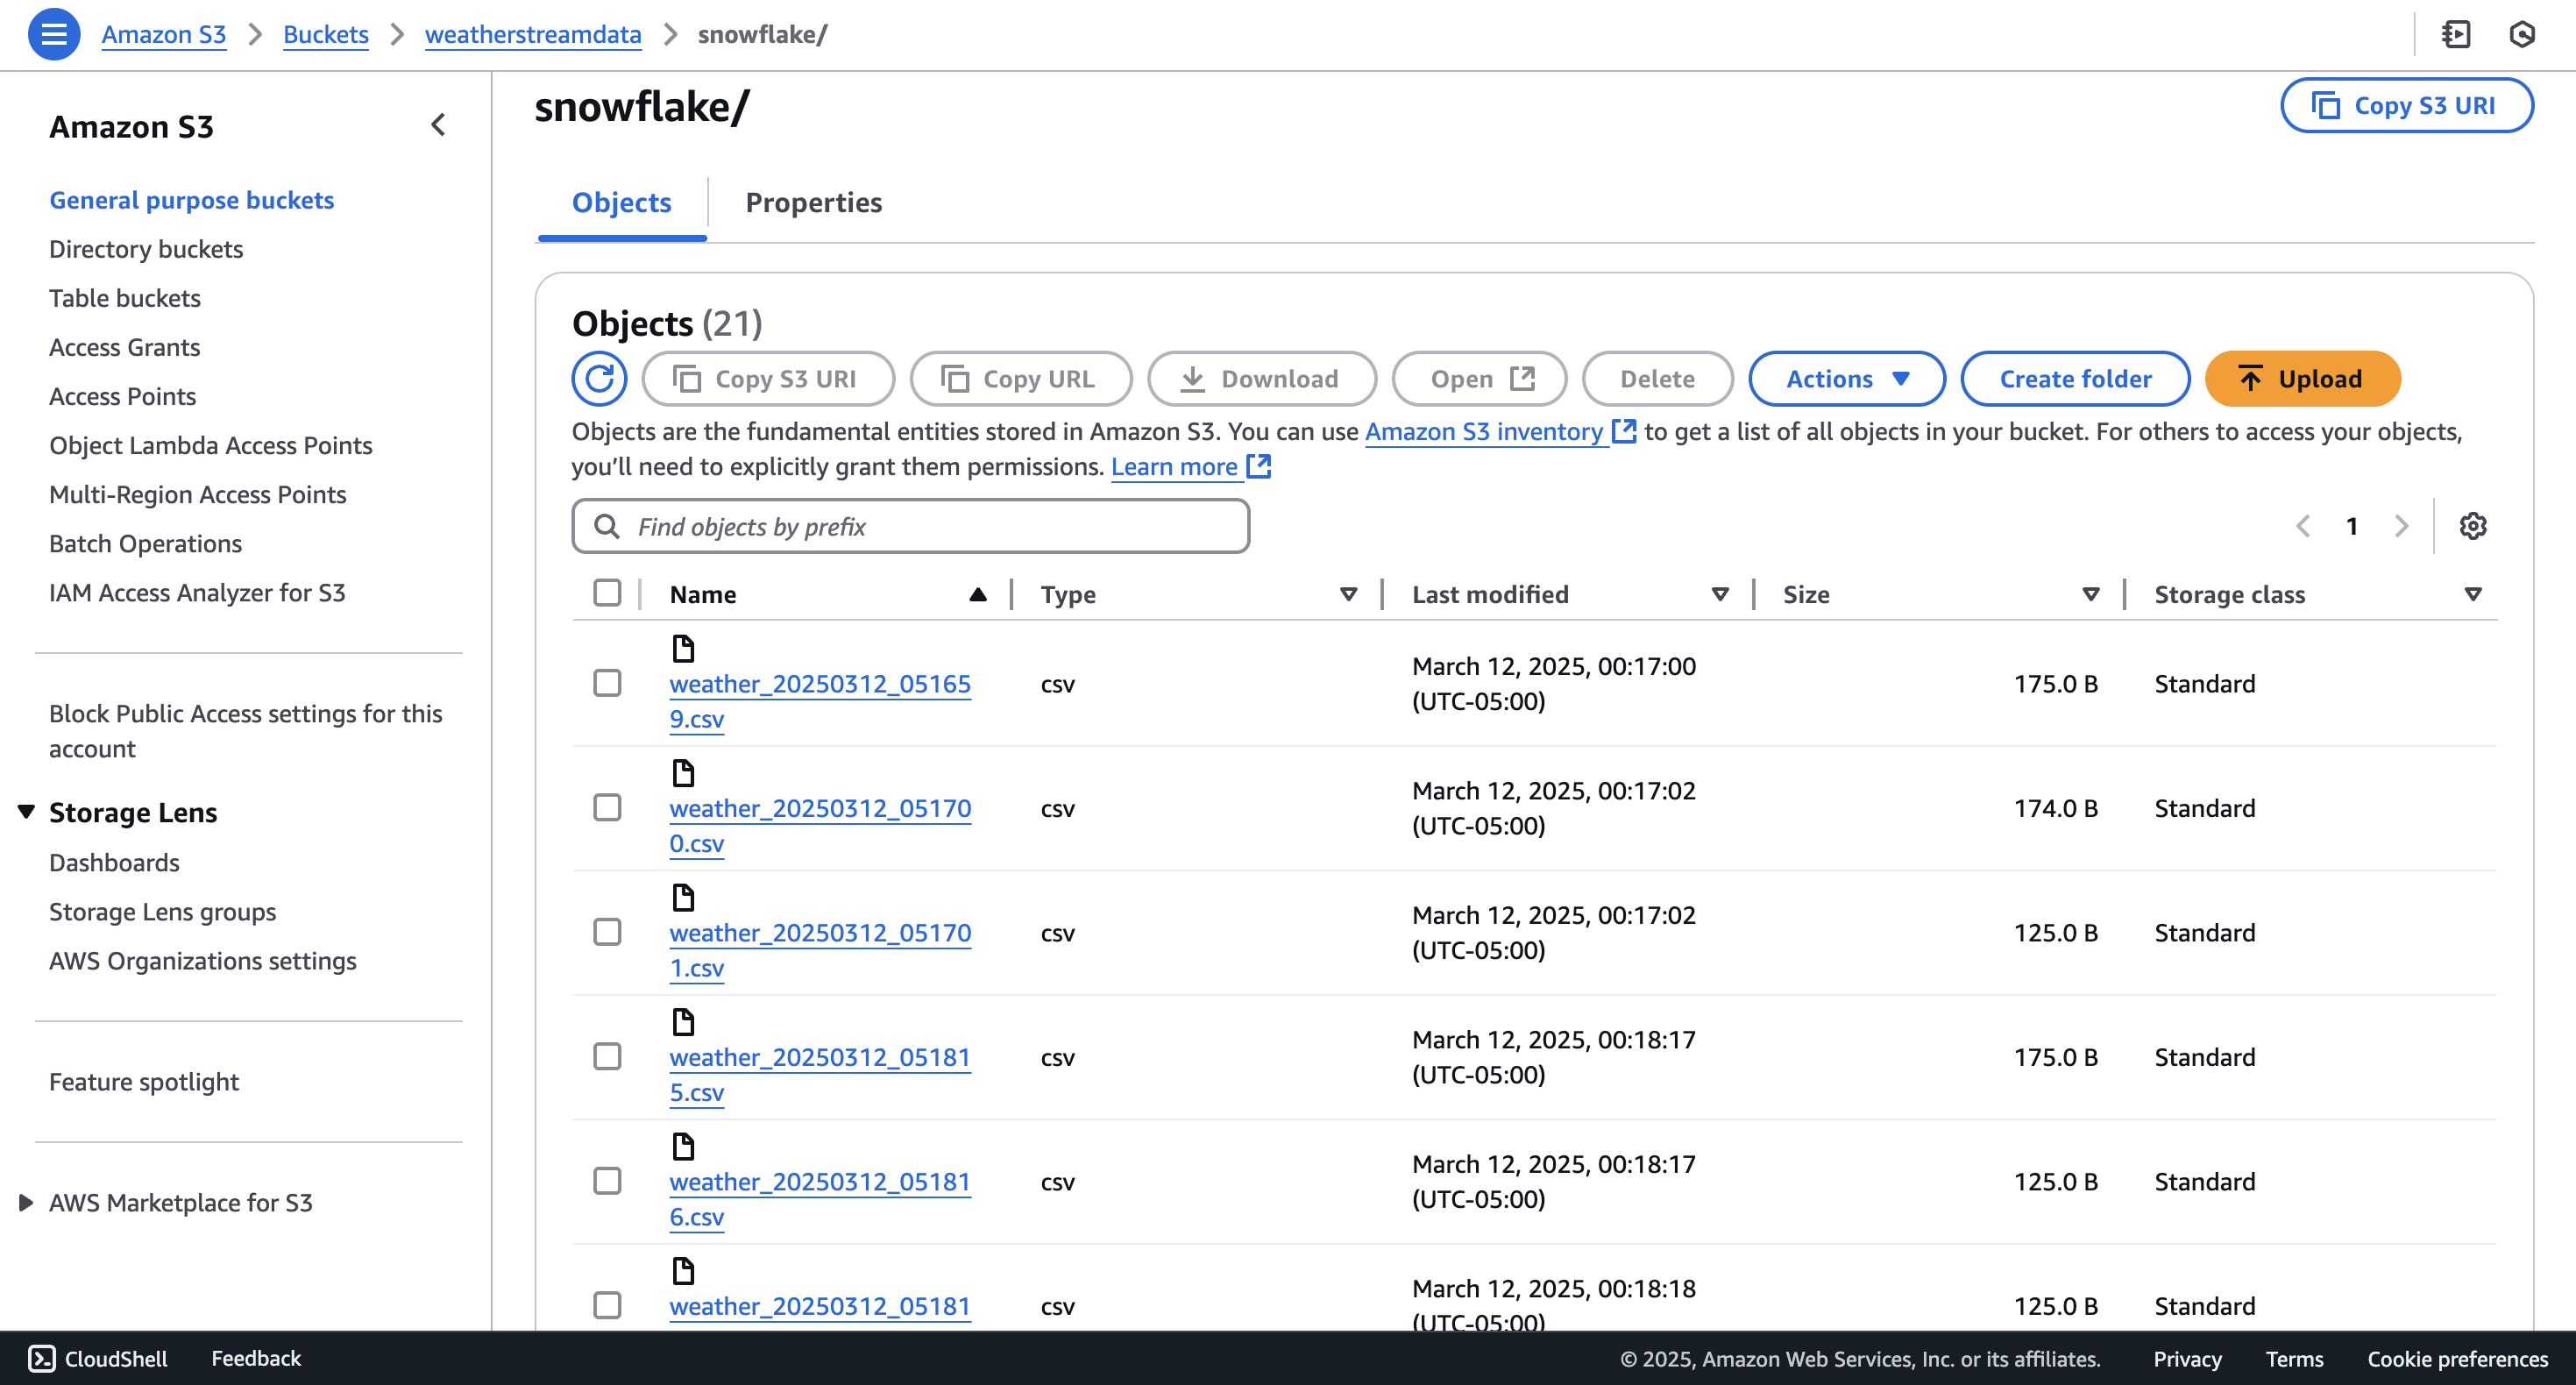 Amazon S3 > Buckets > weatherstreamdata > snowflake/
Amazon S3
General purpose buckets
Directory buckets
Table buckets
Access Grants
Access Points
Object Lambda Access Points
Multi-Region Access Points
Batch Operations
IAM Access Analyzer for S3
Block Public Access settings for this
account
Storage Lens
Dashboards
Storage Lens groups
AWS Organizations settings
Feature spotlight
AWS Marketplace for S3
snowflake/
Copy S3 URI
Objects Properties
Objects (21)
Copy S3 URI Copy URL Download Open Delete Actions Create folder Upload
Objects are the fundamental entities stored in Amazon S3. You can use Amazon S3 inventory to get a list of all objects in your bucket. For others to access your objects,
you’ll need to explicitly grant them permissions. Learn more
Find objects by prefix
1
Name Type Last modified Size Storage class
weather_20250312_05165
9.csv
csv
March 12, 2025, 00:17:00
(UTC-05:00)
175.0 B
Standard
weather_20250312_05170
0.csv
csv
March 12, 2025, 00:17:02
(UTC-05:00)
174.0 B
Standard
weather_20250312_05170
1.csv
csv
March 12, 2025, 00:17:02
(UTC-05:00)
125.0 B
Standard
weather_20250312_05181
5.csv
csv
March 12, 2025, 00:18:17
(UTC-05:00)
175.0 B
Standard
weather_20250312_05181
6.csv
csv
March 12, 2025, 00:18:17
(UTC-05:00)
125.0 B
Standard
weather_20250312_05181
csv
March 12, 2025, 00:18:18
(UTC-05:00)
125.0 B
Standard
CloudShell Feedback © 2025, Amazon Web Services, Inc. or its affiliates. Privacy Terms Cookie preferences